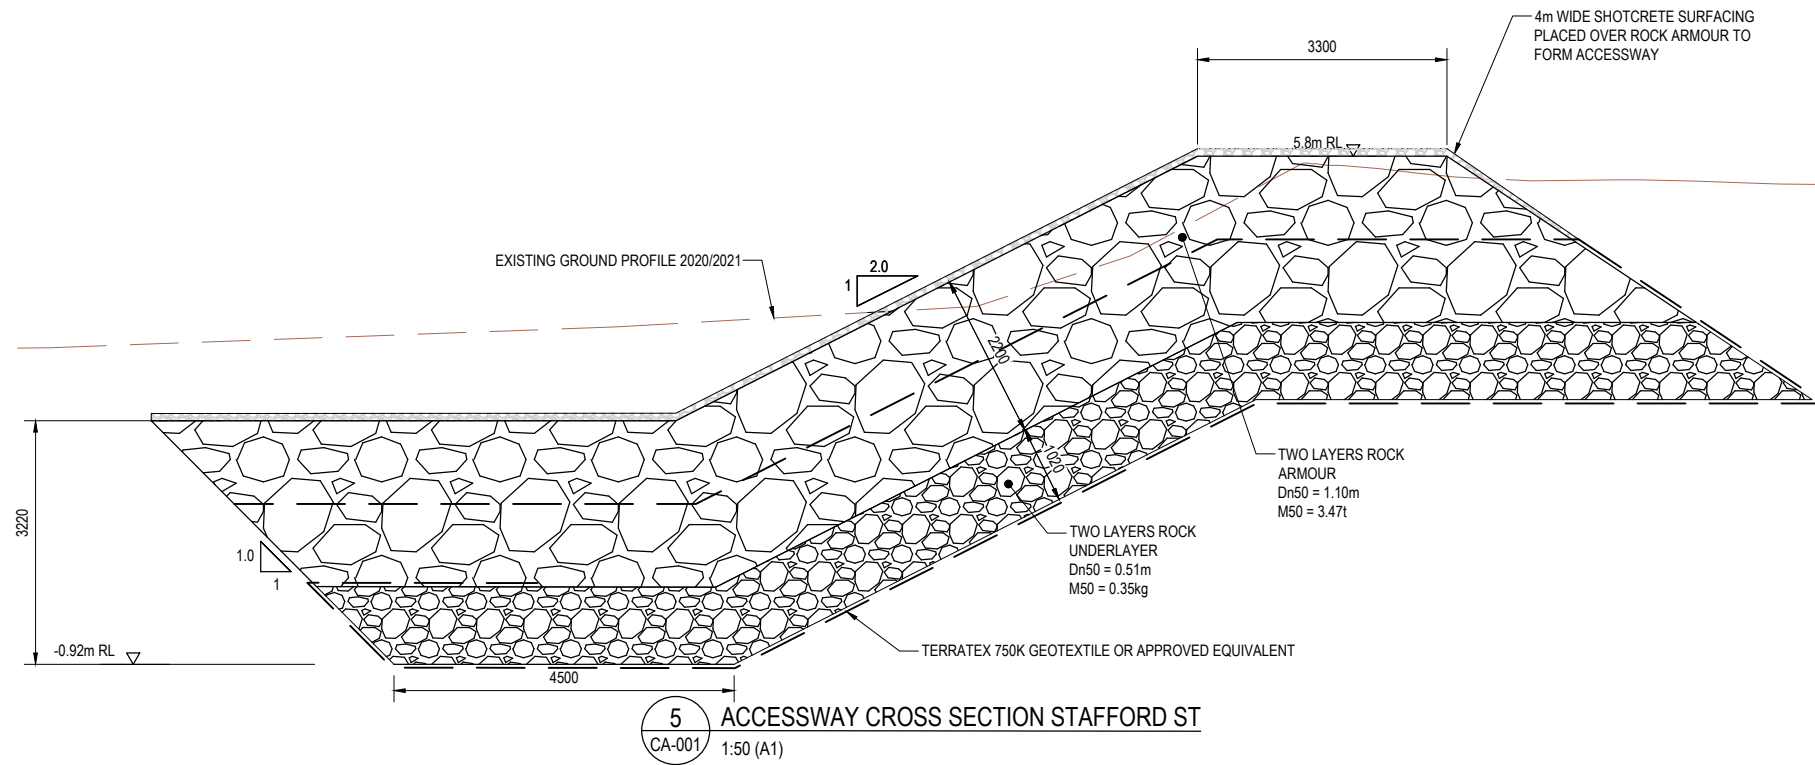 4m WIDE SHOTCRETE SURFACING
PLACED OVER ROCK ARMOUR TO
FORM ACCESSWAY
3300
5.8m RL
EXISTING GROUND PROFILE 2020/2021
2.0
1
2200
3220
1020
TWO LAYERS ROCK
ARMOUR
Dn50 = 1.10m
M50 = 3.47t
TWO LAYERS ROCK
UNDERLAYER
Dn50 = 0.51m
M50 = 0.35kg
1.0
1
-0.92m RL
TERRATEX 750K GEOTEXTILE OR APPROVED EQUIVALENT
4500
5
CA-001
ACCESSWAY CROSS SECTION STAFFORD ST
1:50 (A1)